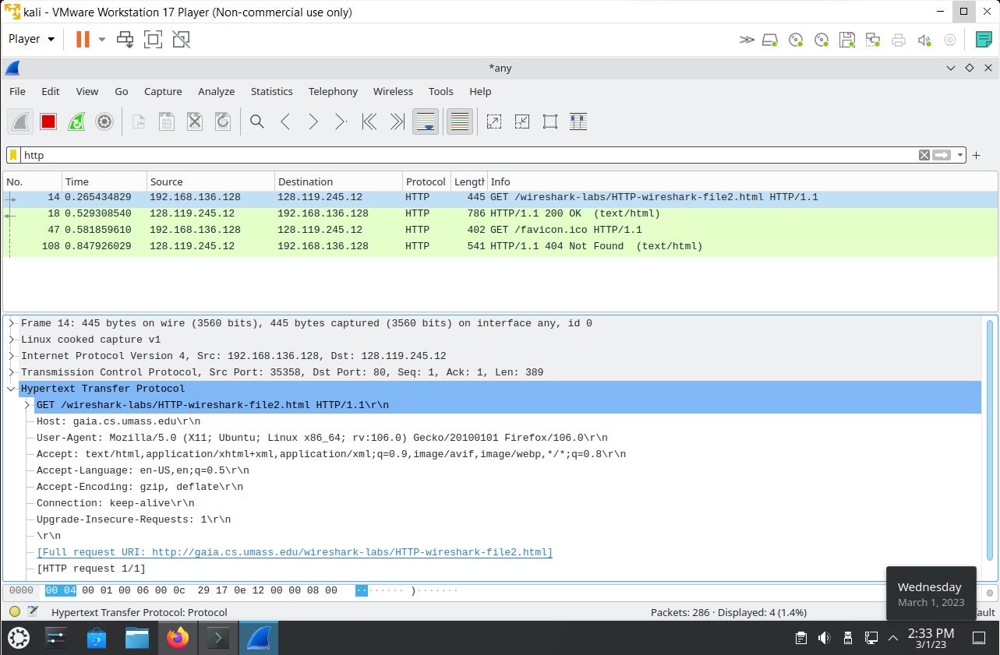 kali - VMware Workstation 17 Player (Non-commercial use only)
Player
*any
File Edit View Go Capture Analyze Statistics Telephony Wireless Tools Help
http
No. Time Source Destination Protocol Length Info
14 0.265434829 192.168.136.128 128.119.245.12 HTTP 445 GET /wireshark-labs/HTTP-wireshark-file2.html HTTP/1.1
18 0.529308540 128.119.245.12 192.168.136.128 HTTP 786 HTTP/1.1 200 OK (text/html)
47 0.581859610 192.168.136.128 128.119.245.12 HTTP 402 GET /favicon.ico HTTP/1.1
108 0.847926029 128.119.245.12 192.168.136.128 HTTP 541 HTTP/1.1 404 Not Found (text/html)
Frame 14: 445 bytes on wire (3560 bits), 445 bytes captured (3560 bits) on interface any, id 0
Linux cooked capture v1
Internet Protocol Version 4, Src: 192.168.136.128, Dst: 128.119.245.12
Transmission Control Protocol, Src Port: 35358, Dst Port: 80, Seq: 1, Ack: 1, Len: 389
Hypertext Transfer Protocol
GET /wireshark-labs/HTTP-wireshark-file2.html HTTP/1.1\r\n
Host: gaia.cs.umass.edu\r\n
User-Agent: Mozilla/5.0 (X11; Ubuntu; Linux x86_64; rv:106.0) Gecko/20100101 Firefox/106.0\r\n
Accept: text/html,application/xhtml+xml,application/xml;q=0.9,image/avif,image/webp,*/*;q=0.8\r\n
Accept-Language: en-US,en;q=0.5\r\n
Accept-Encoding: gzip, deflate\r\n
Connection: keep-alive\r\n
Upgrade-Insecure-Requests: 1\r\n
\r\n
[Full request URI: http://gaia.cs.umass.edu/wireshark-labs/HTTP-wireshark-file2.html]
[HTTP request 1/1]
0000 00 04 00 01 00 06 00 0c 29 17 0e 12 00 00 08 00 ········ )·······
Wednesday
March 1, 2023
Hypertext Transfer Protocol: Protocol Packets: 286 · Displayed: 4 (1.4%)
2:33 PM
3/1/23